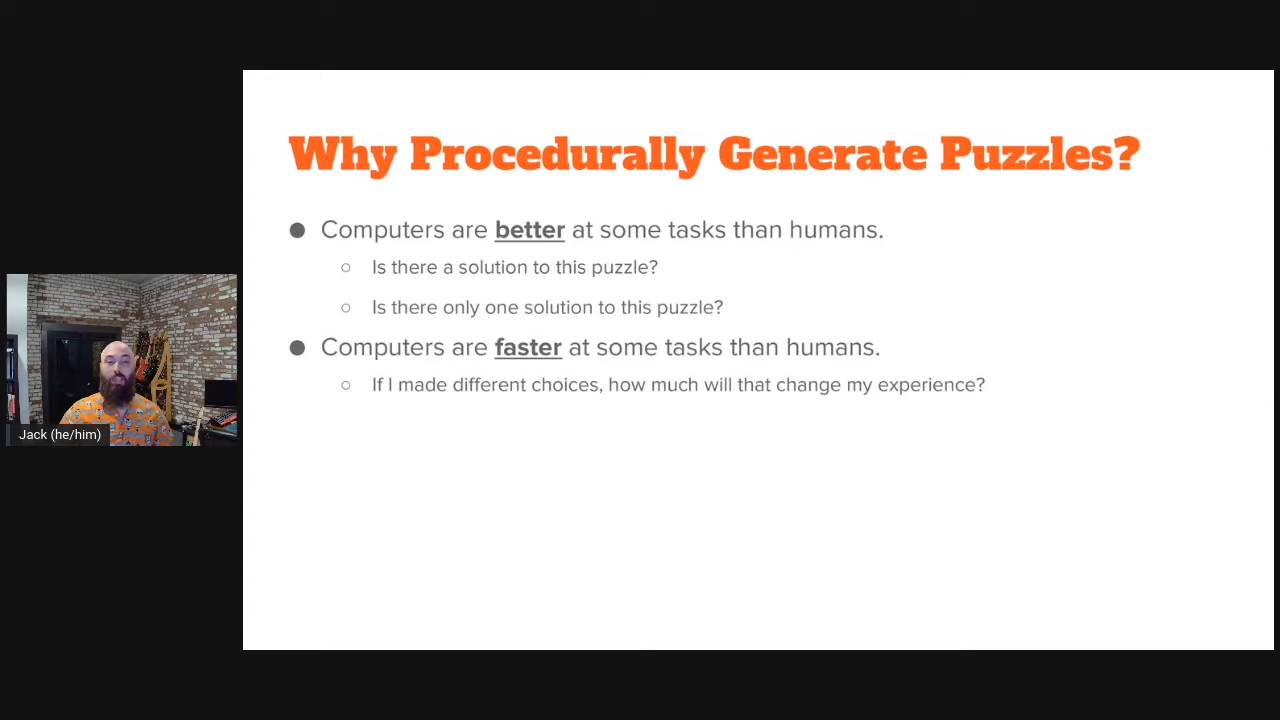 Why Procedurally Generate Puzzles?
● Computers are better at some tasks than humans.
○ Is there a solution to this puzzle?
○ Is there only one solution to this puzzle?
● Computers are faster at some tasks than humans.
○ If I made different choices, how much will that change my experience?
Jack (he/him)